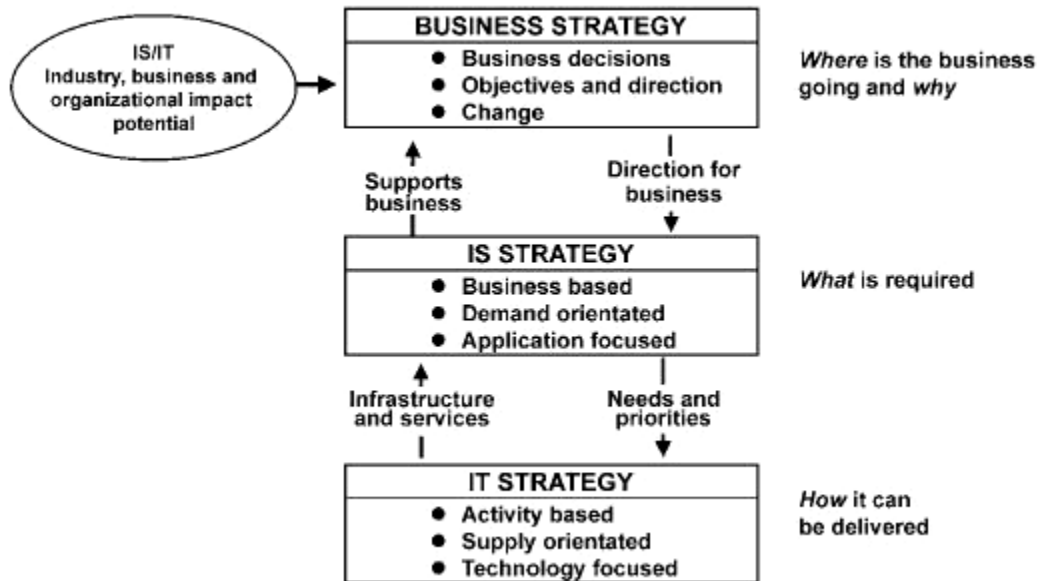 IS/IT
Industry, business and
organizational impact
potential
BUSINESS STRATEGY
● Business decisions
● Objectives and direction
● Change
Where is the business
going and why
Supports
business
Direction for
business
IS STRATEGY
● Business based
● Demand orientated
● Application focused
What is required
Infrastructure
and services
Needs and
priorities
IT STRATEGY
● Activity based
● Supply orientated
● Technology focused
How it can
be delivered